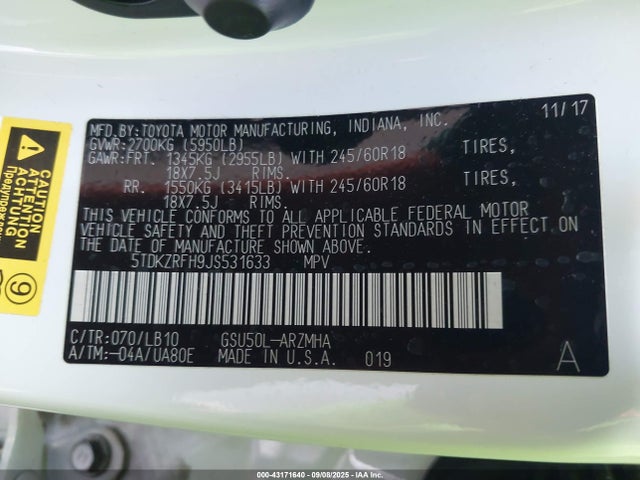 11/17
MFD.BY:TOYOTA MOTOR MANUFACTURING, INDIANA, INC.
GVWR:2700KG (5950LB)
GAWR:FRT. 1345KG (2955LB) WITH 245/60R18 TIRES,
18X7.5J RIMS.
RR. 1550KG (3415LB) WITH 245/60R18 TIRES,
18X7.5J RIMS.
THIS VEHICLE CONFORMS TO ALL APPLICABLE FEDERAL MOTOR
VEHICLE SAFETY AND THEFT PREVENTION STANDARDS IN EFFECT ON
THE DATE OF MANUFACTURE SHOWN ABOVE.
5TDKZRFH9JS531633 MPV
C/TR:070/LB10 GSU50L-ARZMHA
A/TM:-04A/UA80E MADE IN U.S.A. 019
A
CAUTION
ACTION
ATTENTION
9
000-43171640 - 09/08/2025 - IAA Inc.